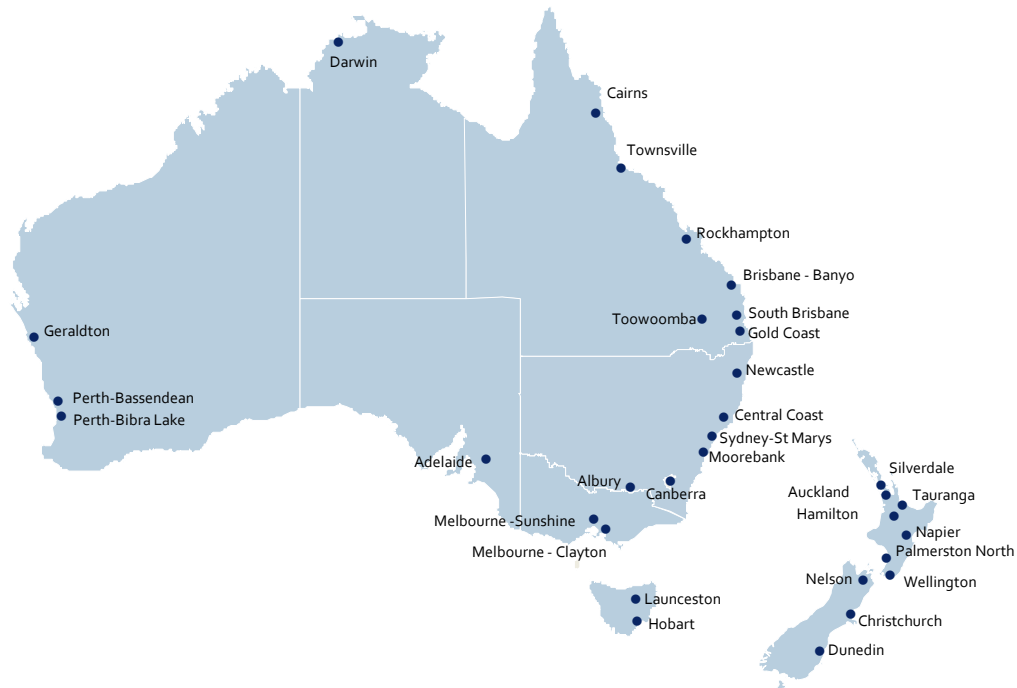 Darwin
Cairns
Townsville
Rockhampton
Brisbane - Banyo
South Brisbane
Toowoomba
Gold Coast
Geraldton
Newcastle
Perth-Bassendean
Perth-Bibra Lake
Central Coast
Sydney-St Marys
Moorebank
Adelaide
Albury
Canberra
Melbourne -Sunshine
Melbourne - Clayton
Silverdale
Auckland
Tauranga
Hamilton
Napier
Palmerston North
Nelson
Wellington
Launceston
Hobart
Christchurch
Dunedin